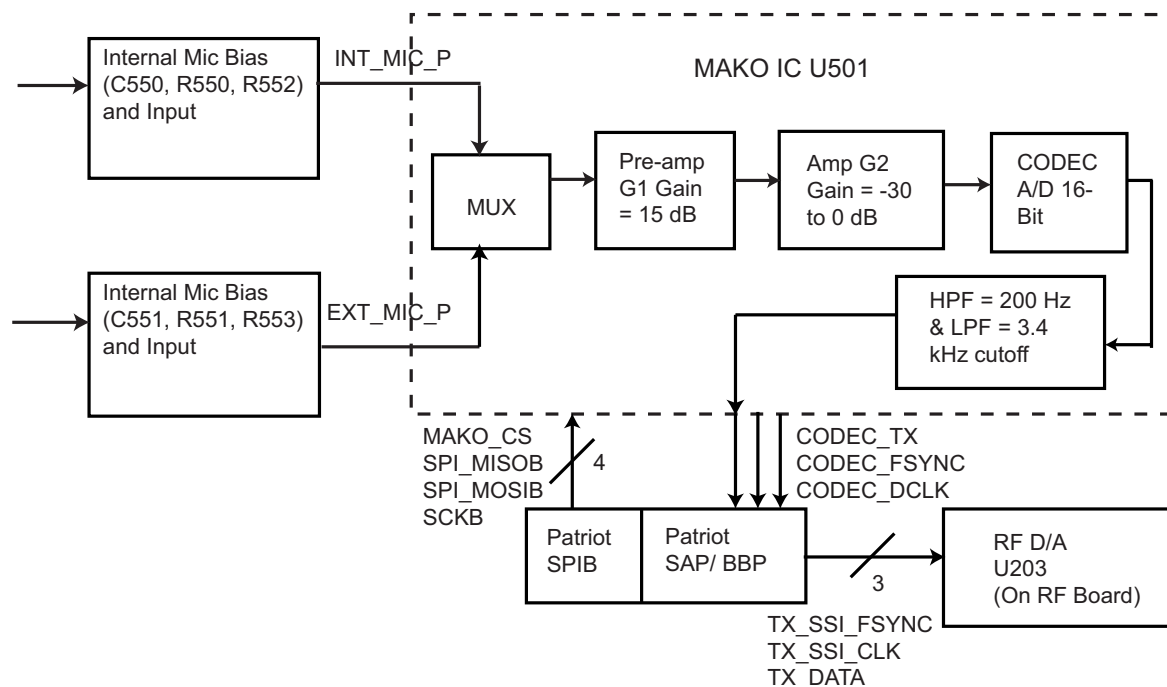 Internal Mic Bias
(C550, R550, R552)
and Input
INT_MIC_P
MAKO IC U501
MUX
Pre-amp
G1 Gain
= 15 dB
Amp G2
Gain = -30
to 0 dB
CODEC
A/D 16-
Bit
Internal Mic Bias
(C551, R551, R553)
and Input
EXT_MIC_P
HPF = 200 Hz
& LPF = 3.4
kHz cutoff
MAKO_CS
SPI_MISOB
SPI_MOSIB
SCKB
4
CODEC_TX
CODEC_FSYNC
CODEC_DCLK
Patriot
SPIB
Patriot
SAP/ BBP
3
RF D/A
U203
(On RF Board)
TX_SSI_FSYNC
TX_SSI_CLK
TX_DATA